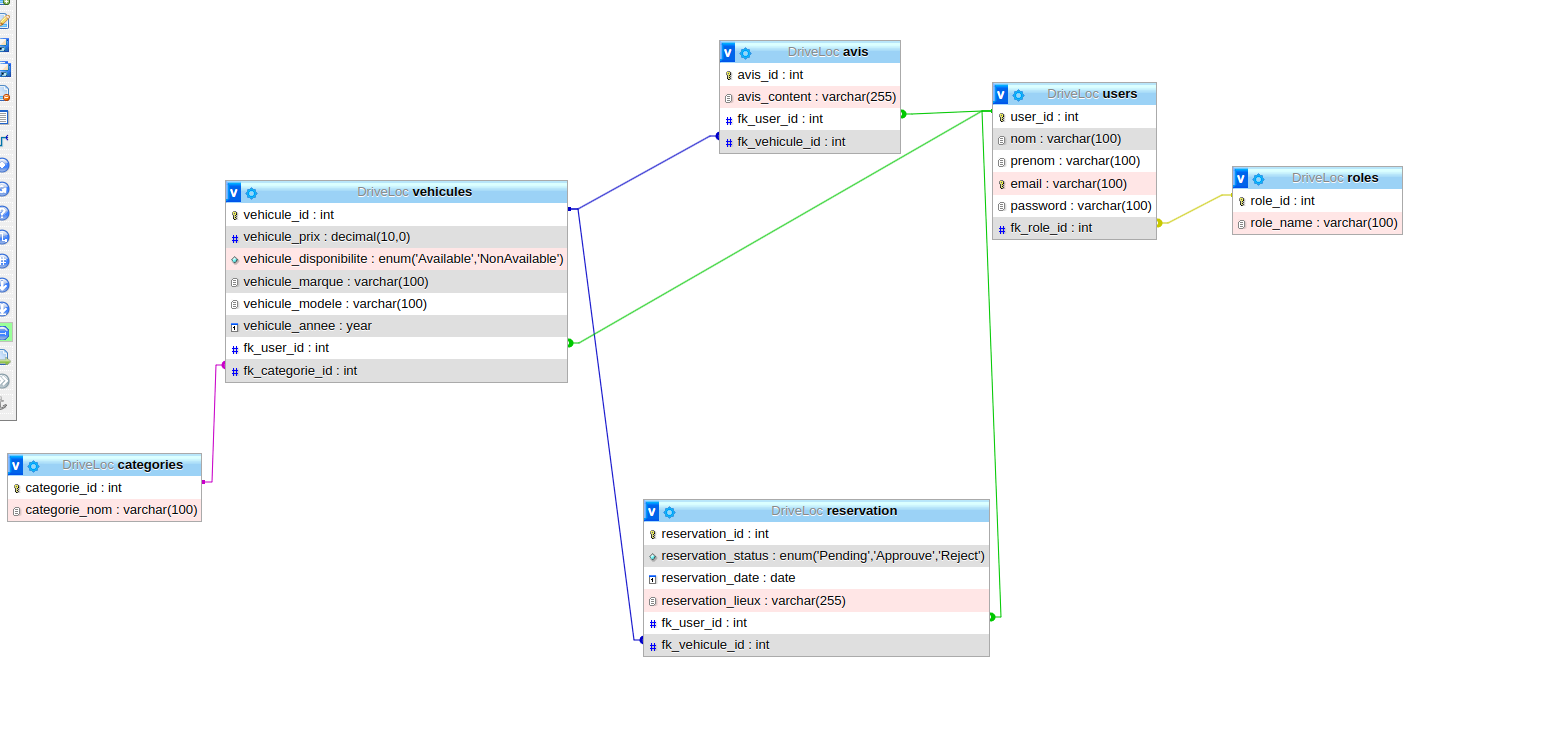 DriveLoc avis
avis_id : int
avis_content : varchar(255)
fk_user_id : int
fk_vehicule_id : int
DriveLoc users
user_id : int
nom : varchar(100)
prenom : varchar(100)
email : varchar(100)
password : varchar(100)
fk_role_id : int
DriveLoc roles
role_id : int
role_name : varchar(100)
DriveLoc vehicules
vehicule_id : int
vehicule_prix : decimal(10,0)
vehicule_disponibilite : enum('Available','NonAvailable')
vehicule_marque : varchar(100)
vehicule_modele : varchar(100)
vehicule_annee : year
fk_user_id : int
fk_categorie_id : int
DriveLoc categories
categorie_id : int
categorie_nom : varchar(100)
DriveLoc reservation
reservation_id : int
reservation_status : enum('Pending','Approuve','Reject')
reservation_date : date
reservation_lieux : varchar(255)
fk_user_id : int
fk_vehicule_id : int